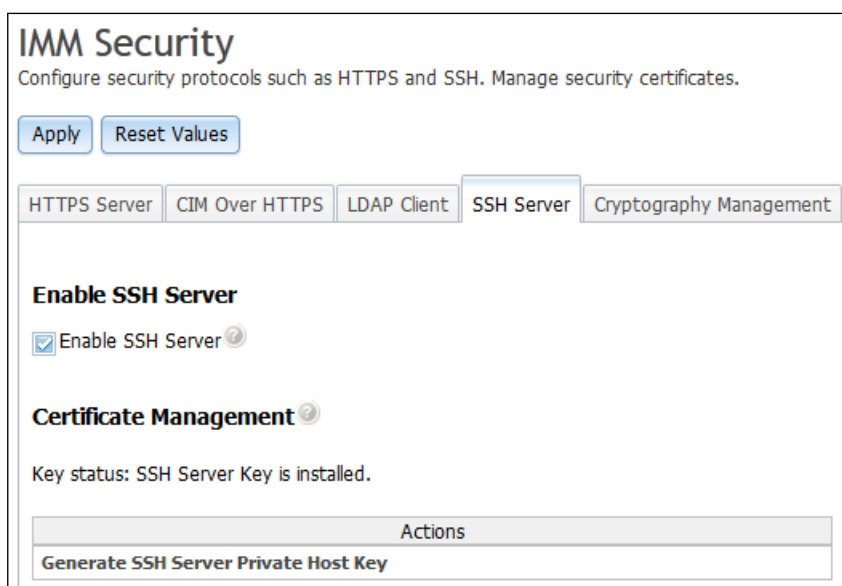 IMM Security
Configure security protocols such as HTTPS and SSH. Manage security certificates.
Apply Reset Values
HTTPS Server CIM Over HTTPS LDAP Client SSH Server Cryptography Management
Enable SSH Server
Enable SSH Server ?
Certificate Management ?
Key status: SSH Server Key is installed.
Actions
Generate SSH Server Private Host Key